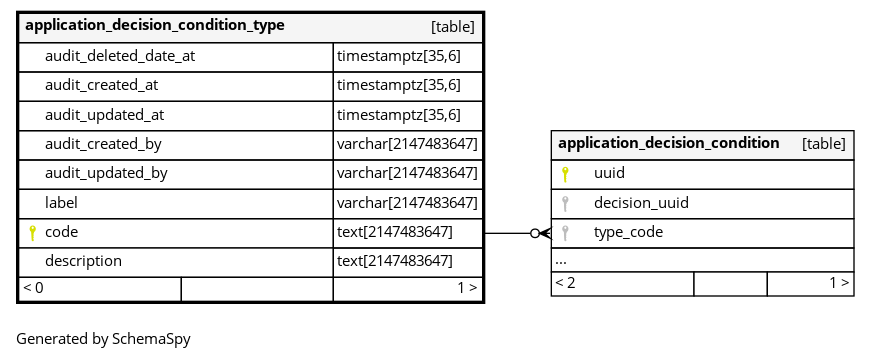 application_decision_condition_type [table]
audit_deleted_date_at timestamptz[35,6]
audit_created_at timestamptz[35,6]
audit_updated_at timestamptz[35,6]
audit_created_by varchar[2147483647]
audit_updated_by varchar[2147483647]
label varchar[2147483647]
code text[2147483647]
description text[2147483647]
< 0 1 >
application_decision_condition [table]
uuid
decision_uuid
type_code
...
< 2 1 >
Generated by SchemaSpy